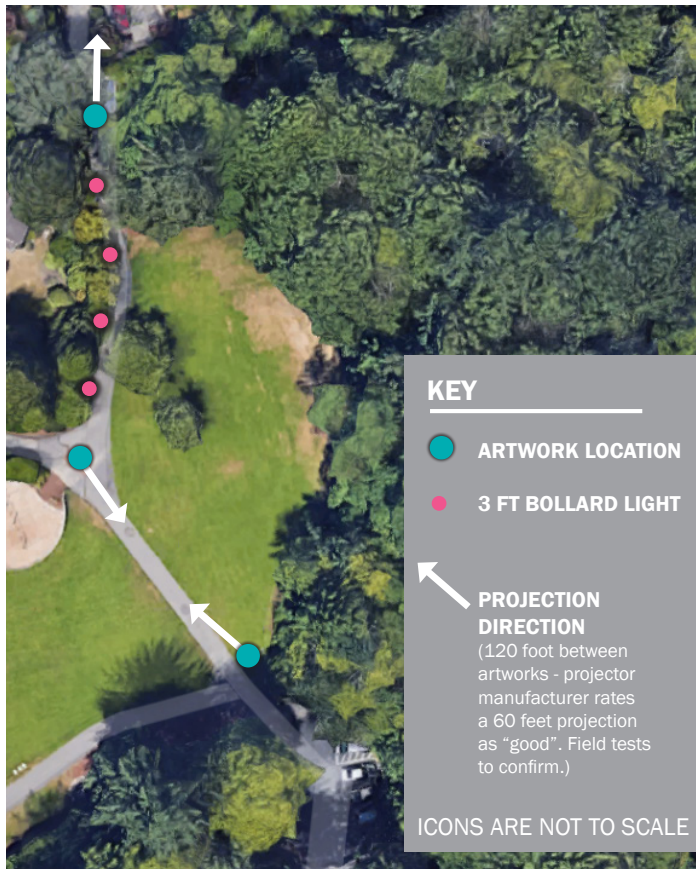 KEY
ARTWORK LOCATION
3 FT BOLLARD LIGHT
PROJECTION
DIRECTION
(120 foot between
artworks - projector
manufacturer rates
a 60 feet projection
as “good”. Field tests
to confirm.)
ICONS ARE NOT TO SCALE